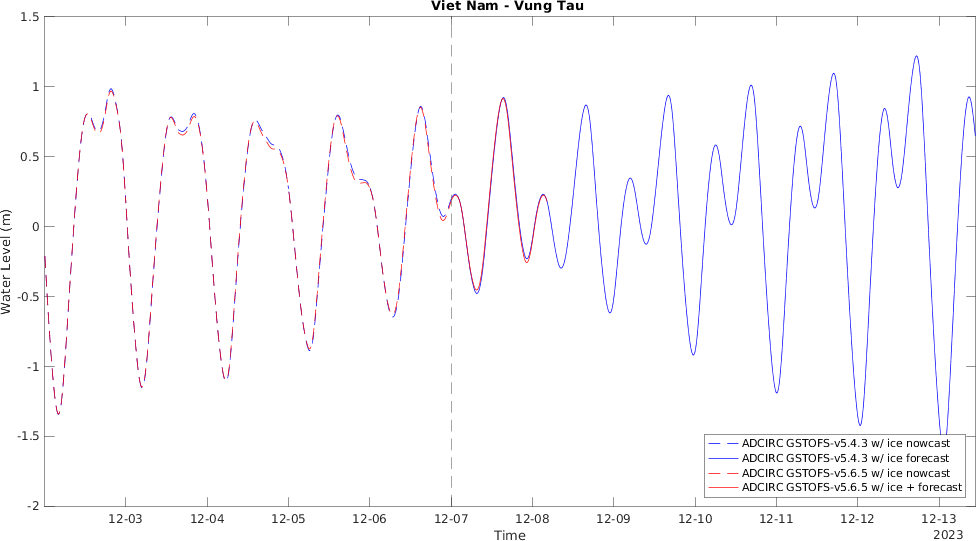 Viet Nam - Vung Tau
1.5
1
0.5
0
-0.5
-1
-1.5
-2
Water Level (m)
12-03 12-04 12-05 12-06 12-07 12-08 12-09 12-10 12-11 12-12 12-13
Time
2023
ADCIRC GSTOFS-v5.4.3 w/ ice nowcast
ADCIRC GSTOFS-v5.4.3 w/ ice forecast
ADCIRC GSTOFS-v5.6.5 w/ ice nowcast
ADCIRC GSTOFS-v5.6.5 w/ ice + forecast